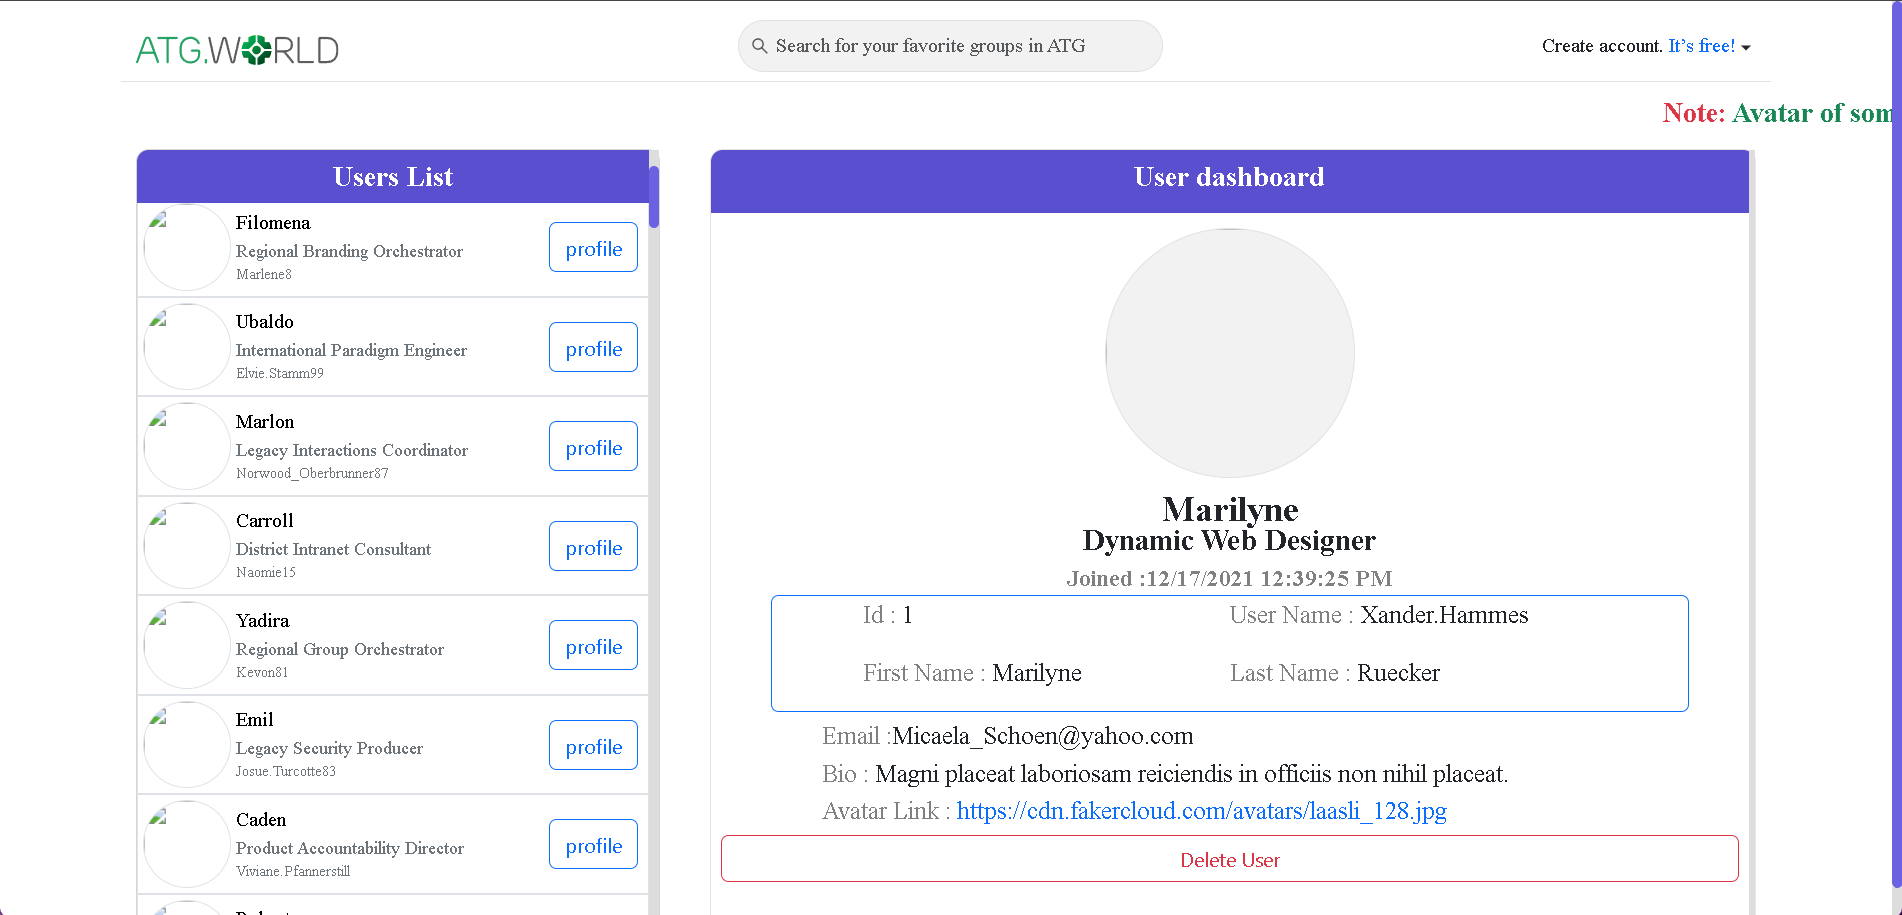 ATG.WORLD
Search for your favorite groups in ATG
Create account. It's free!
Note: Avatar of som
Users List
Filomena
Regional Branding Orchestrator
Marlene8
profile
Ubaldo
International Paradigm Engineer
Elvie.Stamm99
profile
Marlon
Legacy Interactions Coordinator
Norwood_Oberbrunner87
profile
Carroll
District Intranet Consultant
Naomie15
profile
Yadira
Regional Group Orchestrator
Kevon81
profile
Emil
Legacy Security Producer
Josue.Turcotte83
profile
Caden
Product Accountability Director
Viviane.Pfannerstill
profile
User dashboard
Marilyne
Dynamic Web Designer
Joined :12/17/2021 12:39:25 PM
Id : 1 User Name : Xander.Hammes
First Name : Marilyne Last Name : Ruecker
Email :Micaela_Schoen@yahoo.com
Bio : Magni placeat laboriosam reiciendis in officiis non nihil placeat.
Avatar Link : https://cdn.fakercloud.com/avatars/laasli_128.jpg
Delete User